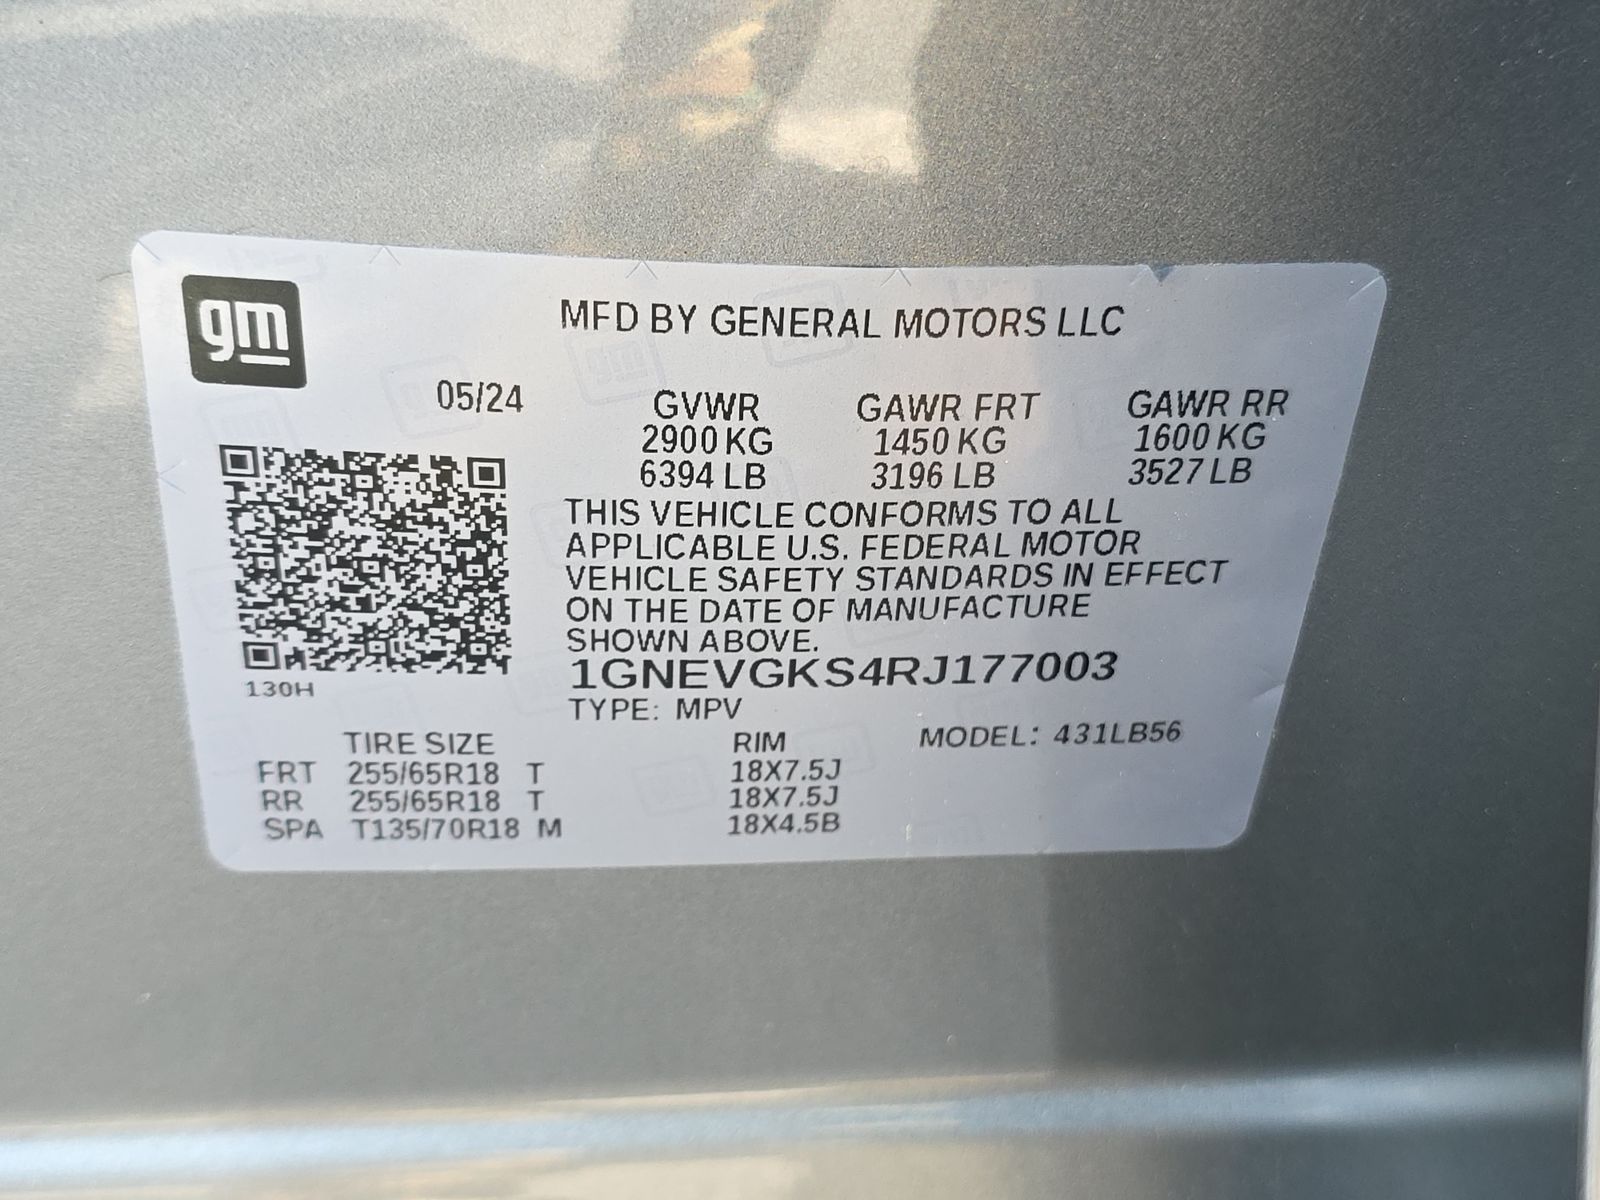 gm
MFD BY GENERAL MOTORS LLC
05/24
GVWR GAWR FRT GAWR RR
2900 KG 1450 KG 1600 KG
6394 LB 3196 LB 3527 LB
THIS VEHICLE CONFORMS TO ALL
APPLICABLE U.S. FEDERAL MOTOR
VEHICLE SAFETY STANDARDS IN EFFECT
ON THE DATE OF MANUFACTURE
SHOWN ABOVE.
1GNEVGKS4RJ177003
130H
TYPE: MPV
MODEL: 431LB56
TIRE SIZE RIM
FRT 255/65R18 T 18X7.5J
RR 255/65R18 T 18X7.5J
SPA T135/70R18 M 18X4.5B